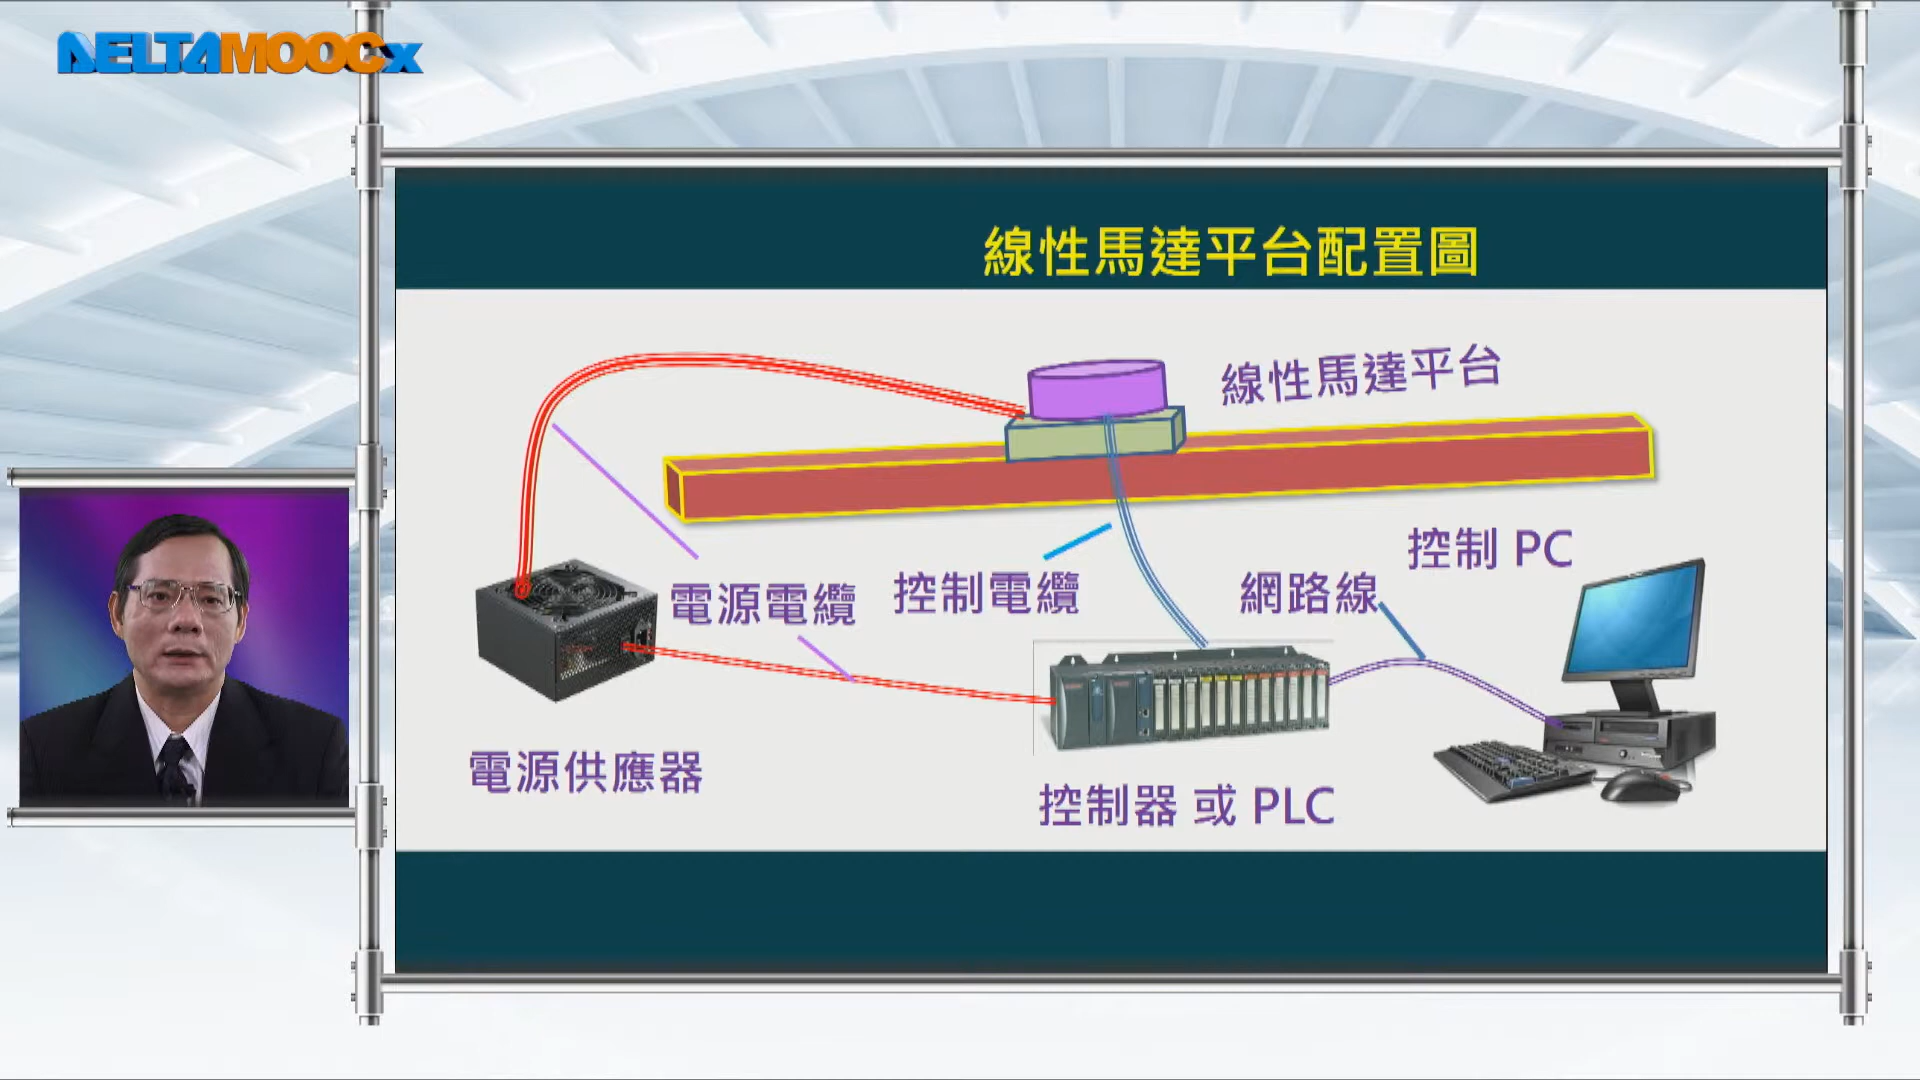 DELTAMOOCx
線性馬達平台配置圖
線性馬達平台
控制 PC
電源電纜
控制電纜
網路線
電源供應器
控制器 或 PLC